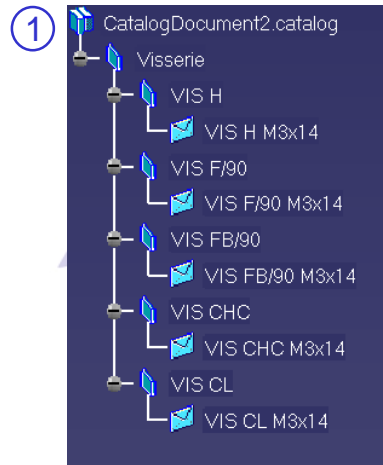 1
CatalogDocument2.catalog
Visserie
VIS H
VIS H M3x14
VIS F/90
VIS F/90 M3x14
VIS FB/90
VIS FB/90 M3x14
VIS CHC
VIS CHC M3x14
VIS CL
VIS CL M3x14